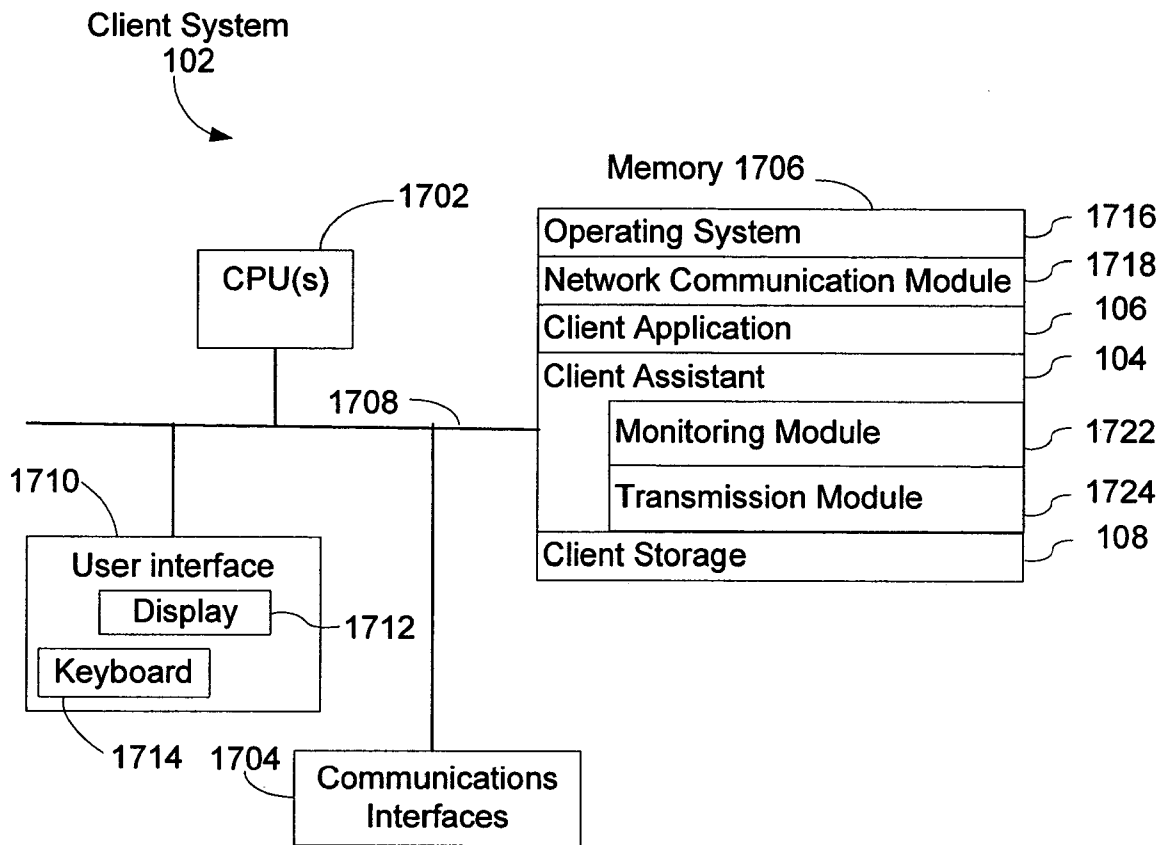 Client System
102
Memory 1706
1702
CPU(s)
Operating System
1716
Network Communication Module
1718
Client Application
106
Client Assistant
104
1708
Monitoring Module
1722
Transmission Module
1724
Client Storage
108
1710
User interface
Display
1712
Keyboard
1714
1704
Communications
Interfaces